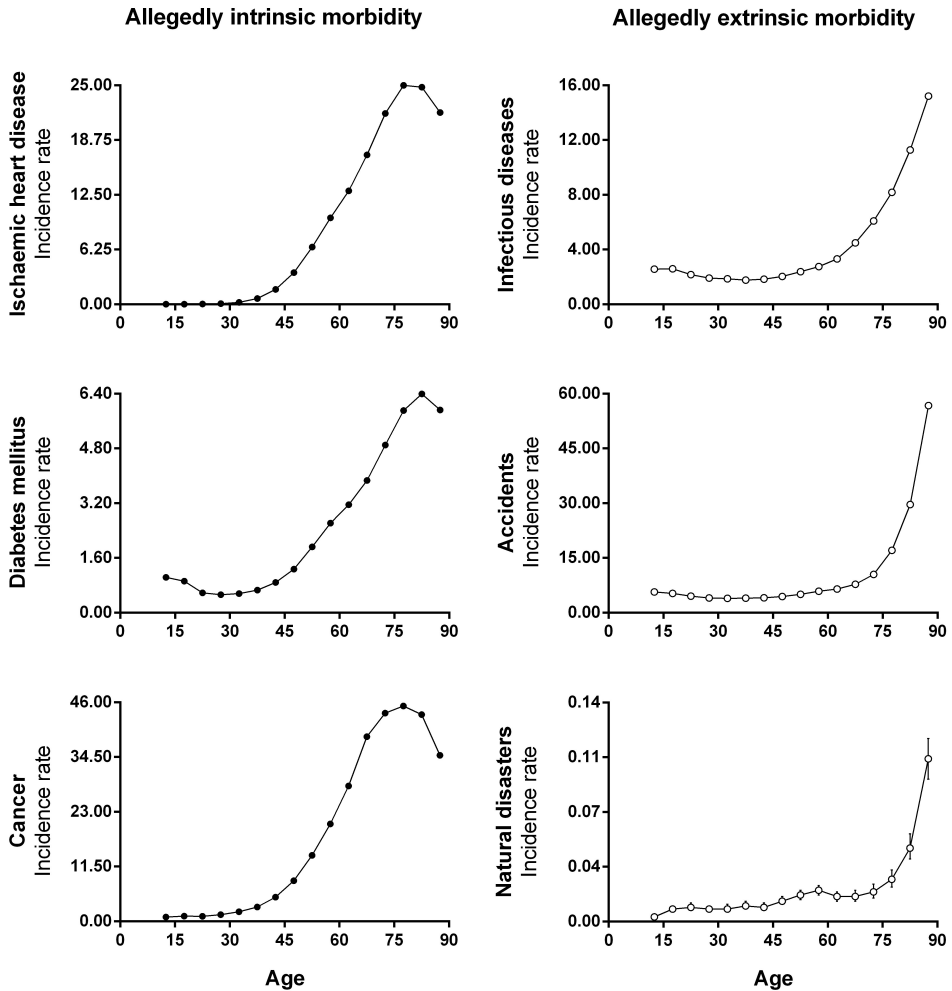 Allegedly intrinsic morbidity
Allegedly extrinsic morbidity
Ischaemic heart disease
Incidence rate
25.00
18.75
12.50
6.25
0.00
0 15 30 45 60 75 90
Infectious diseases
Incidence rate
16.00
12.00
8.00
4.00
0.00
0 15 30 45 60 75 90
Diabetes mellitus
Incidence rate
6.40
4.80
3.20
1.60
0.00
0 15 30 45 60 75 90
Accidents
Incidence rate
60.00
45.00
30.00
15.00
0.00
0 15 30 45 60 75 90
Cancer
Incidence rate
46.00
34.50
23.00
11.50
0.00
0 15 30 45 60 75 90
Age
Natural disasters
Incidence rate
0.14
0.11
0.07
0.04
0.00
0 15 30 45 60 75 90
Age